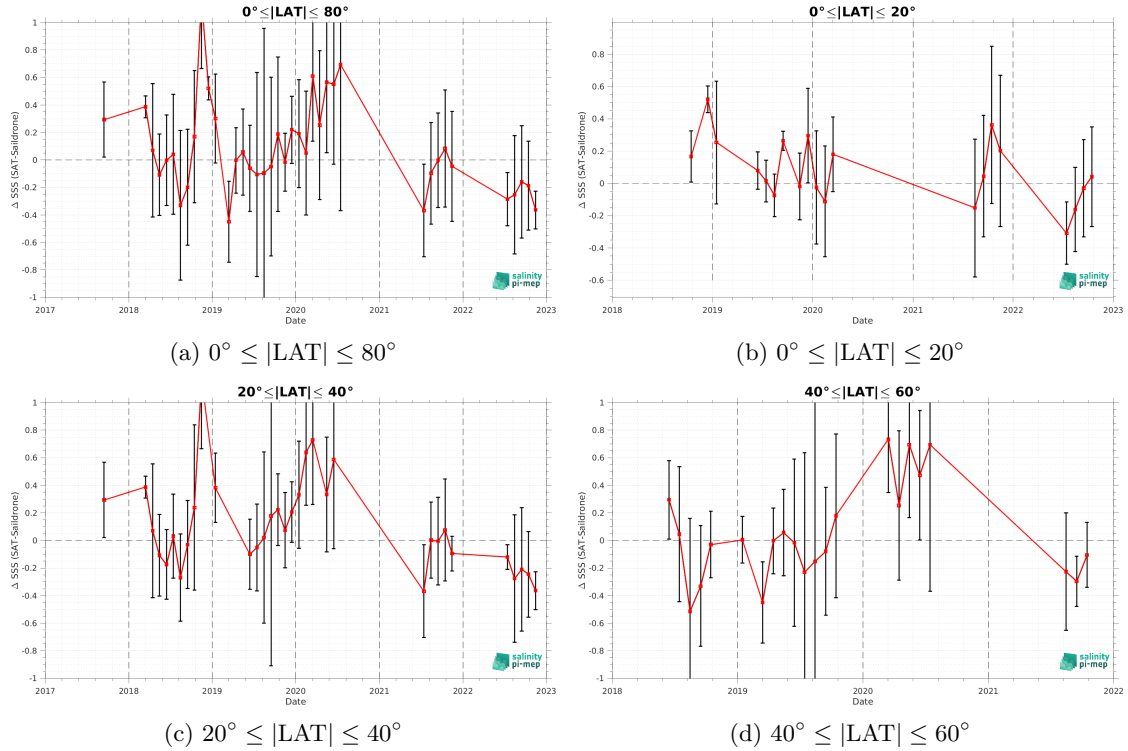 0°≤|LAT|≤ 80°
1
0.8
0.6
0.4
0.2
0
-0.2
-0.4
-0.6
-0.8
-1
Δ SSS (SAT-Saildrone)
2017 2018 2019 2020 2021 2022 2023
Date
salinity
pi-mep
(a) 0° ≤ |LAT| ≤ 80°
0°≤|LAT|≤ 20°
0.8
0.6
0.4
0.2
0
-0.2
-0.4
-0.6
Δ SSS (SAT-Saildrone)
2018 2019 2020 2021 2022 2023
Date
salinity
pi-mep
(b) 0° ≤ |LAT| ≤ 20°
20°≤|LAT|≤ 40°
1
0.8
0.6
0.4
0.2
0
-0.2
-0.4
-0.6
-0.8
-1
Δ SSS (SAT-Saildrone)
2017 2018 2019 2020 2021 2022 2023
Date
salinity
pi-mep
(c) 20° ≤ |LAT| ≤ 40°
40°≤|LAT|≤ 60°
1
0.8
0.6
0.4
0.2
0
-0.2
-0.4
-0.6
-0.8
-1
Δ SSS (SAT-Saildrone)
2018 2019 2020 2021 2022
Date
salinity
pi-mep
(d) 40° ≤ |LAT| ≤ 60°